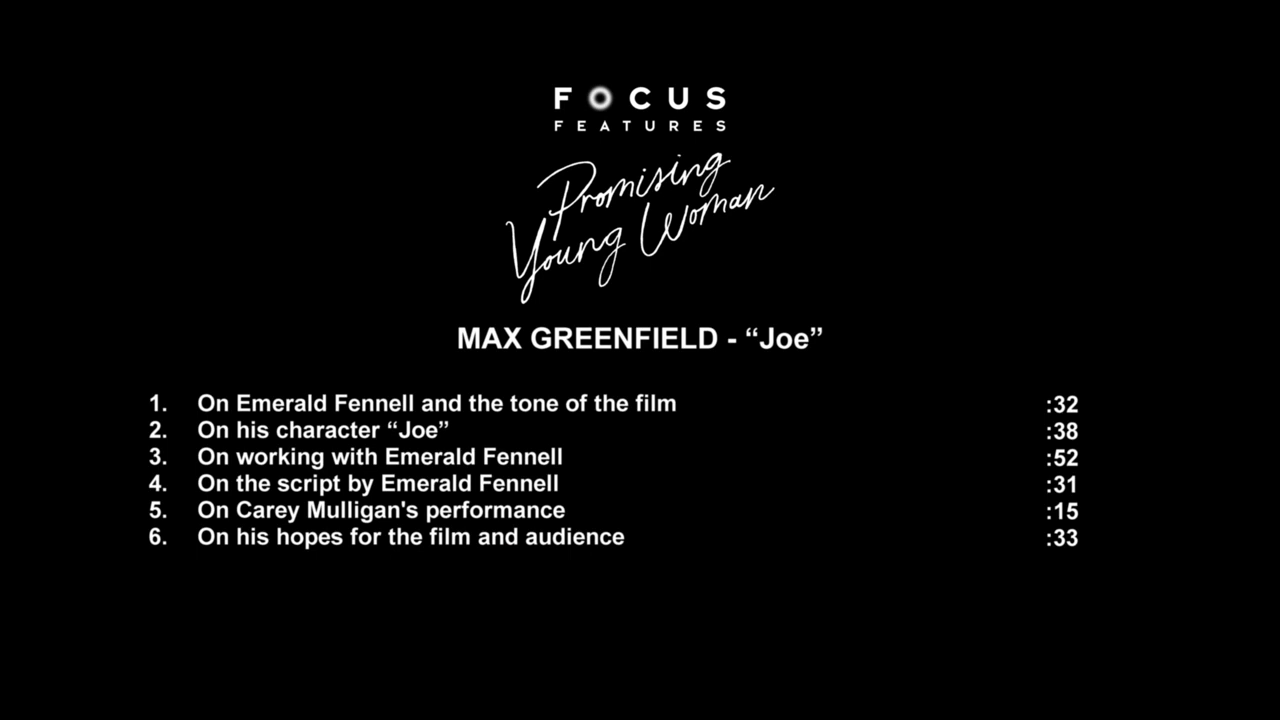 FOCUS
FEATURES
Promising
Young Woman
MAX GREENFIELD - “Joe”
1. On Emerald Fennell and the tone of the film :32
2. On his character “Joe” :38
3. On working with Emerald Fennell :52
4. On the script by Emerald Fennell :31
5. On Carey Mulligan's performance :15
6. On his hopes for the film and audience :33